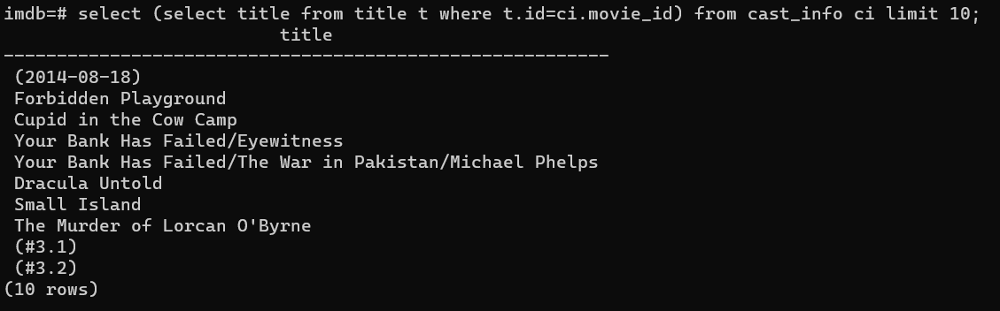 imdb=# select (select title from title t where t.id=ci.movie_id) from cast_info ci limit 10;
title
---------------------------------------------------------
(2014-08-18)
Forbidden Playground
Cupid in the Cow Camp
Your Bank Has Failed/Eyewitness
Your Bank Has Failed/The War in Pakistan/Michael Phelps
Dracula Untold
Small Island
The Murder of Lorcan O'Byrne
(#3.1)
(#3.2)
(10 rows)